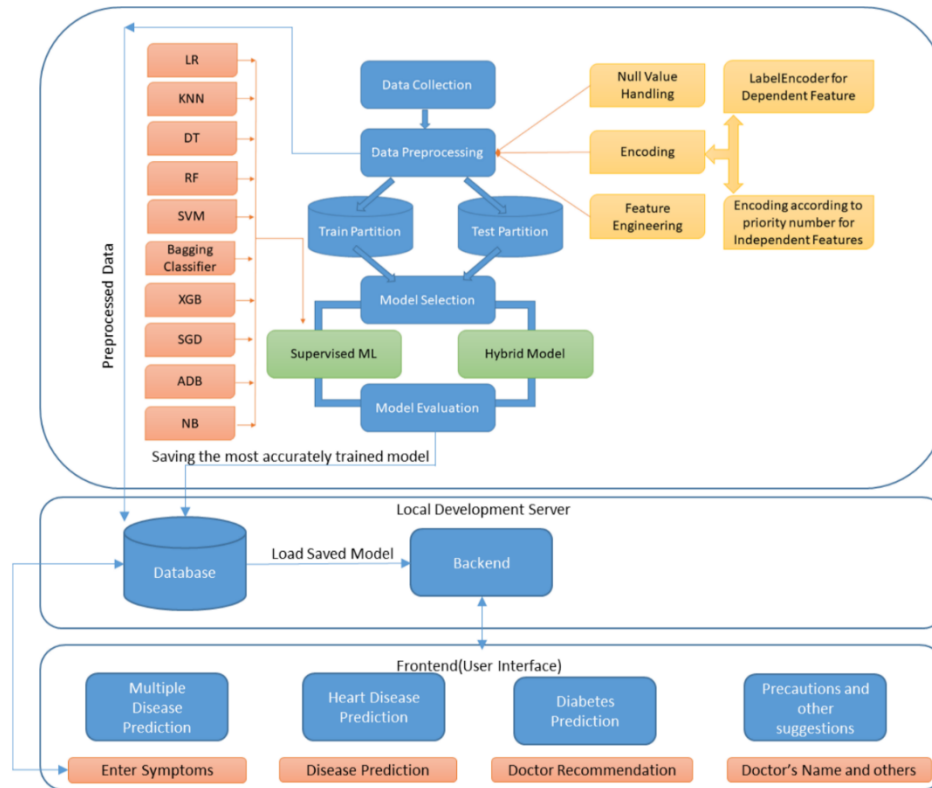 LR
KNN
DT
RF
SVM
Bagging
Classifier
XGB
SGD
ADB
NB
Preprocessed Data
Data Collection
Data Preprocessing
Train Partition
Test Partition
Model Selection
Supervised ML
Hybrid Model
Model Evaluation
Null Value
Handling
Encoding
Feature
Engineering
LabelEncoder for
Dependent Feature
Encoding according to
priority number for
Independent Features
Saving the most accurately trained model
Local Development Server
Database
Load Saved Model
Backend
Frontend(User Interface)
Multiple
Disease
Prediction
Heart Disease
Prediction
Diabetes
Prediction
Precautions and
other
suggestions
Enter Symptoms
Disease Prediction
Doctor Recommendation
Doctor's Name and others